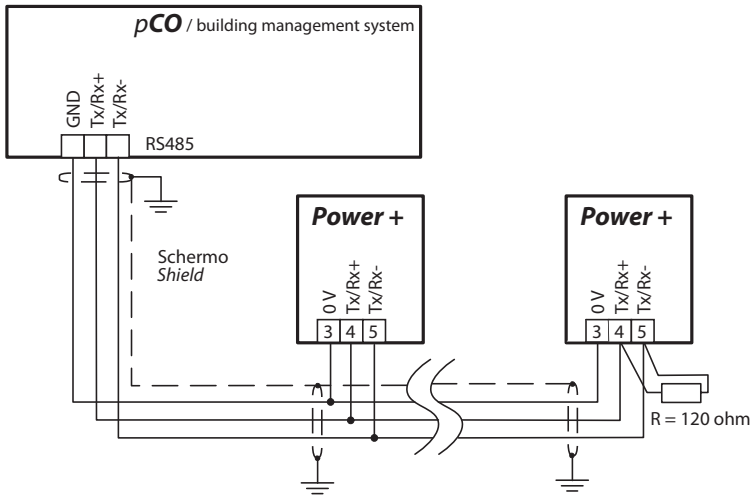 pCO / building management system
GND
Tx/Rx+
Tx/Rx-
RS485
Schermo
Shield
Power +
0 V
Tx/Rx+
Tx/Rx-
3 4 5
Power +
0 V
Tx/Rx+
Tx/Rx-
3 4 5
R = 120 ohm